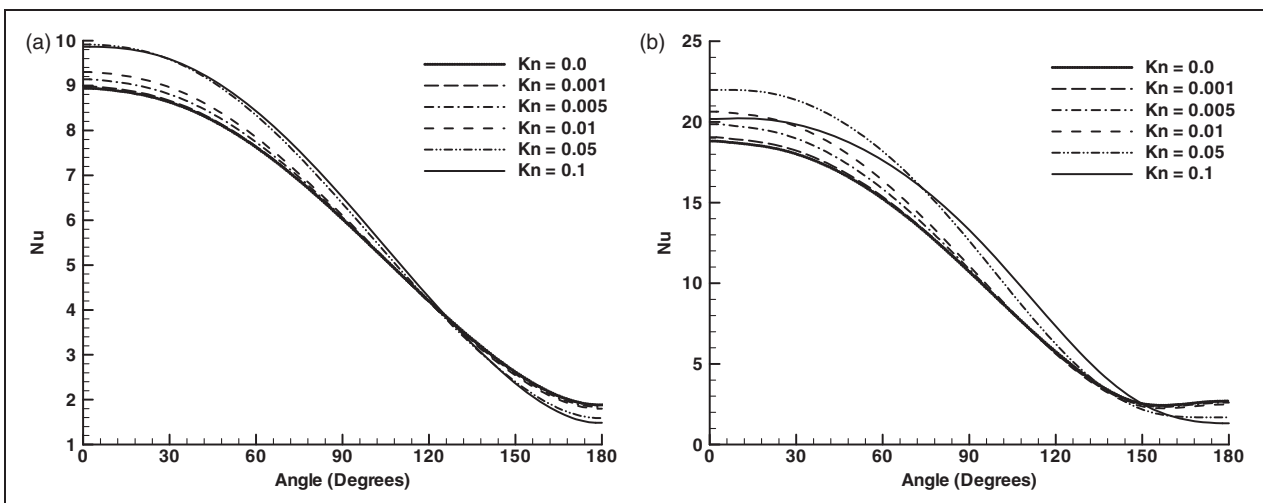 (a)
10
9
8
7
6
5
4
3
2
1
Nu
0
30
60
90
120
150
180
Angle (Degrees)
Kn = 0.0
Kn = 0.001
Kn = 0.005
Kn = 0.01
Kn = 0.05
Kn = 0.1
(b)
25
20
15
10
5
0
Nu
0
30
60
90
120
150
180
Angle (Degrees)
Kn = 0.0
Kn = 0.001
Kn = 0.005
Kn = 0.01
Kn = 0.05
Kn = 0.1